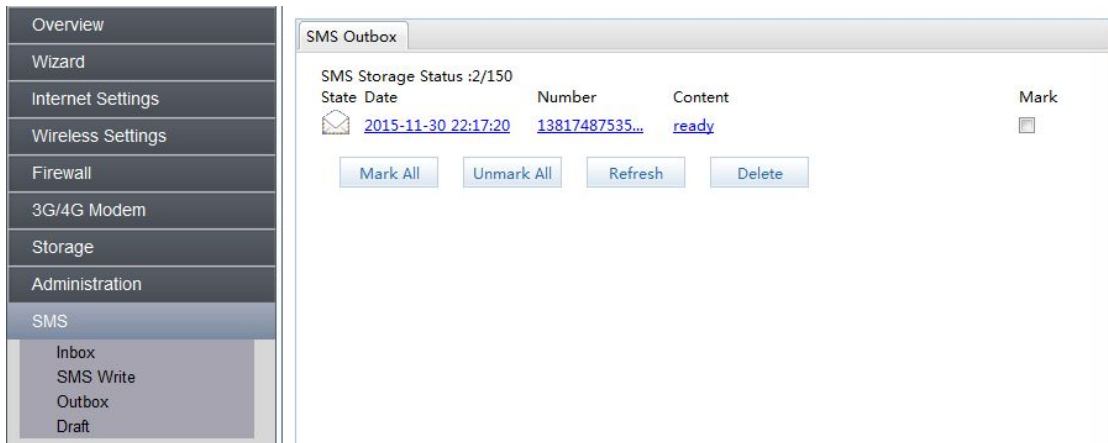 Overview
Wizard
Internet Settings
Wireless Settings
Firewall
3G/4G Modem
Storage
Administration
SMS
Inbox
SMS Write
Outbox
Draft
SMS Outbox
SMS Storage Status :2/150
State Date Number Content Mark
2015-11-30 22:17:20 13817487535... ready
Mark All Unmark All Refresh Delete